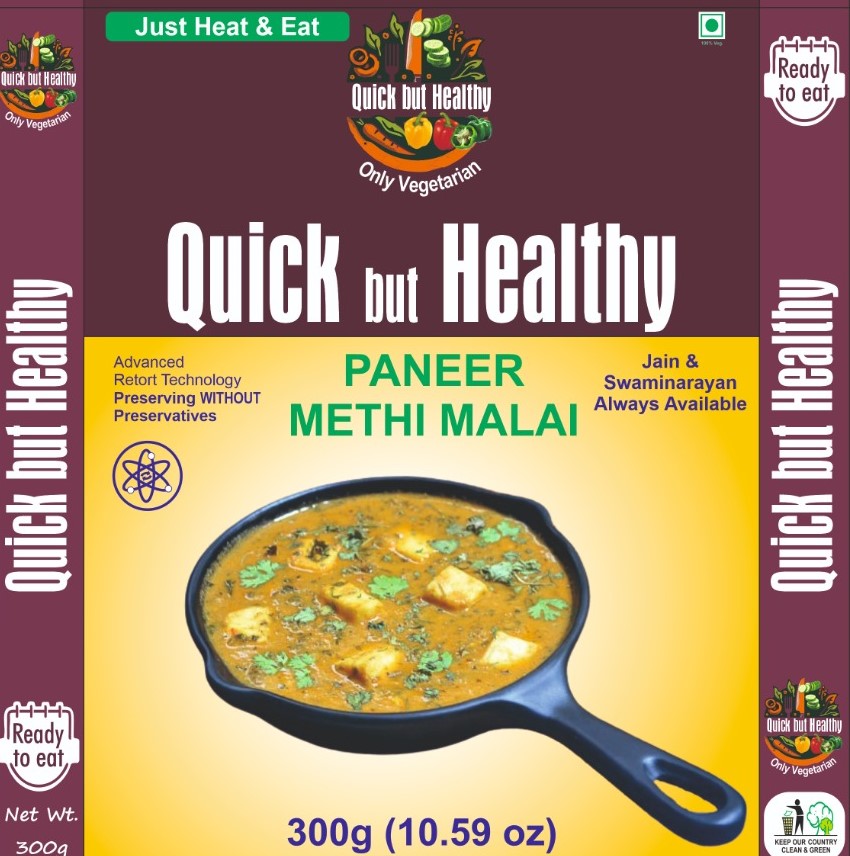 Just Heat & Eat
Quick but Healthy
Only Vegetarian
100% Veg.
Quick but Healthy
Only Vegetarian
Ready
to eat
Quick but Healthy
Quick but Healthy
Quick but Healthy
Advanced
Retort Technology
Preserving WITHOUT
Preservatives
PANEER
METHI MALAI
Jain &
Swaminarayan
Always Available
Ready
to eat
Net Wt.
300g
300g (10.59 oz)
Quick but Healthy
Only Vegetarian
KEEP OUR COUNTRY
CLEAN & GREEN